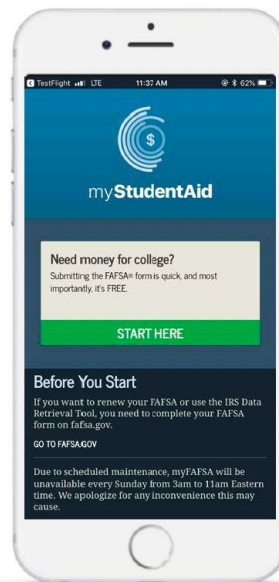 TestFlight LTE 11:37 AM 62%
$
myStudentAid
Need money for college?
Submitting the FAFSA® form is quick, and most
importantly, it's FREE.
START HERE
Before You Start
If you want to renew your FAFSA or use the IRS Data
Retrieval Tool, you need to complete your FAFSA
form on fafsa.gov.
GO TO FAFSA.GOV
Due to scheduled maintenance, myFAFSA will be
unavailable every Sunday from 3am to 11am Eastern
time. We apologize for any inconvenience this may
cause.